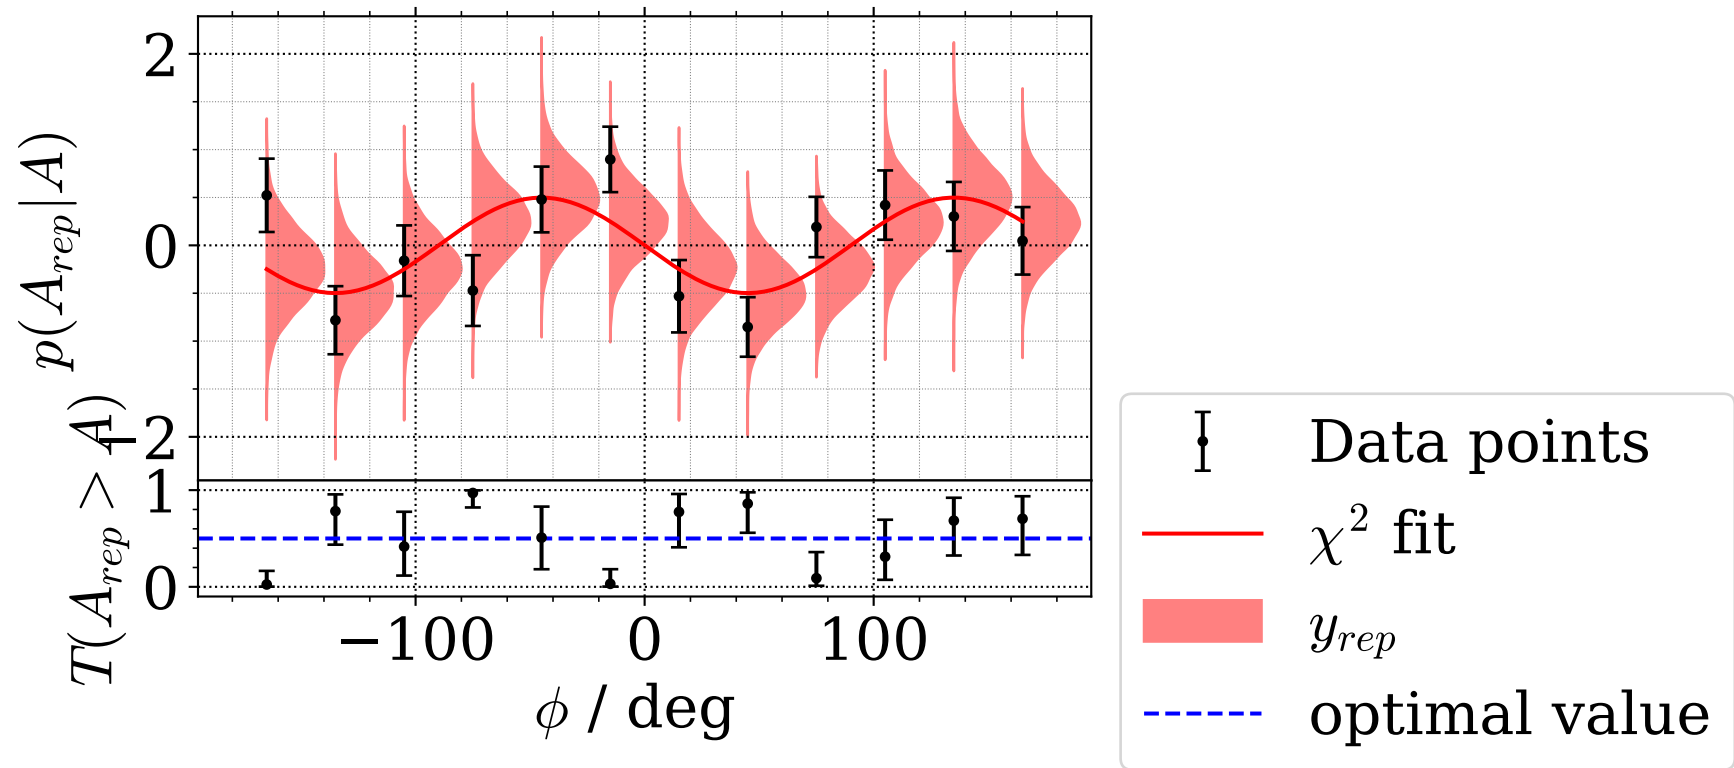 p(A_rep|A)
2
0
−2
T(A_rep > A)
1
0
−100 0 100
ϕ / deg
Data points
χ² fit
y_rep
optimal value